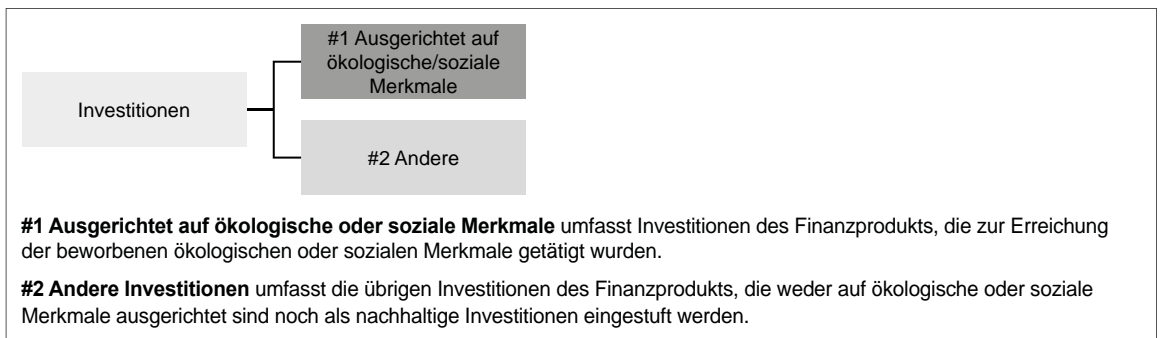 #1 Ausgerichtet auf
ökologische/soziale
Merkmale
Investitionen
#2 Andere
#1 Ausgerichtet auf ökologische oder soziale Merkmale umfasst Investitionen des Finanzprodukts, die zur Erreichung
der beworbenen ökologischen oder sozialen Merkmale getätigt wurden.
#2 Andere Investitionen umfasst die übrigen Investitionen des Finanzprodukts, die weder auf ökologische oder soziale
Merkmale ausgerichtet sind noch als nachhaltige Investitionen eingestuft werden.